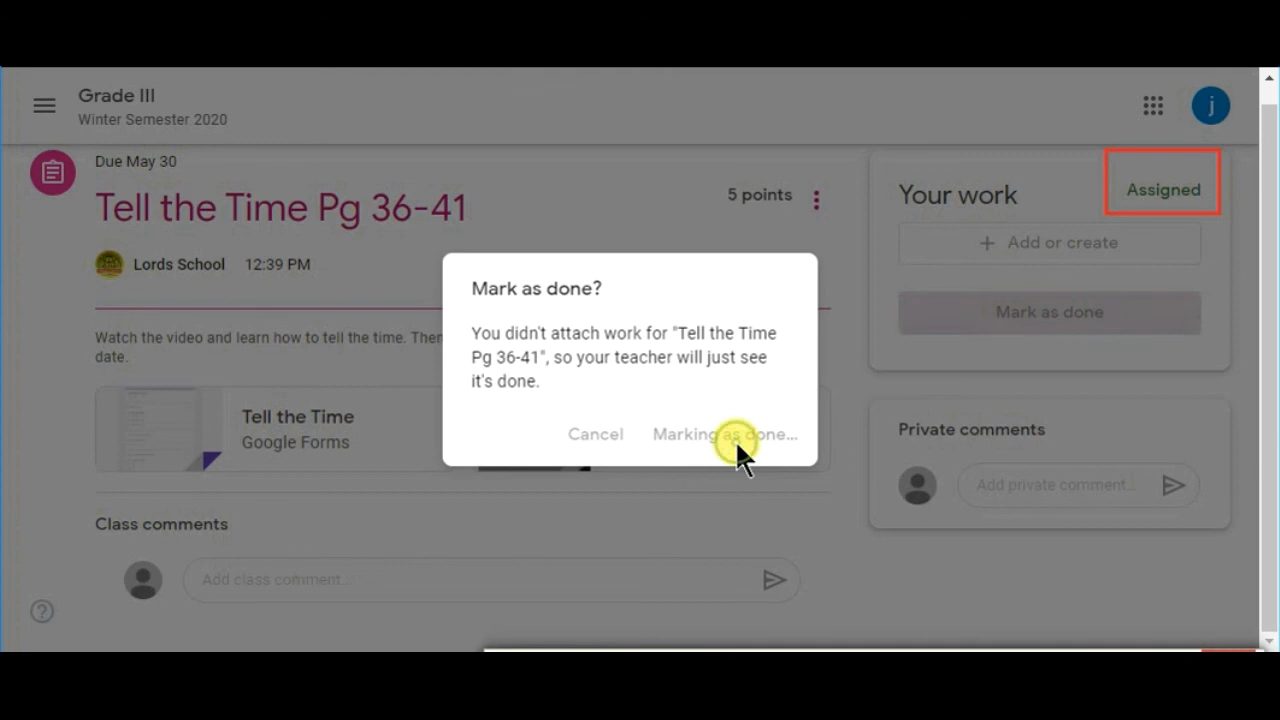 Grade III
Winter Semester 2020
j
Due May 30
Tell the Time Pg 36-41
5 points
Lords School 12:39 PM
Watch the video and learn how to tell the time. Then
date.
Tell the Time
Google Forms
Class comments
Add class comment...
Mark as done?
You didn't attach work for "Tell the Time
Pg 36-41", so your teacher will just see
it's done.
Cancel Marking as done...
Your work
Assigned
+ Add or create
Mark as done
Private comments
Add private comment...
?